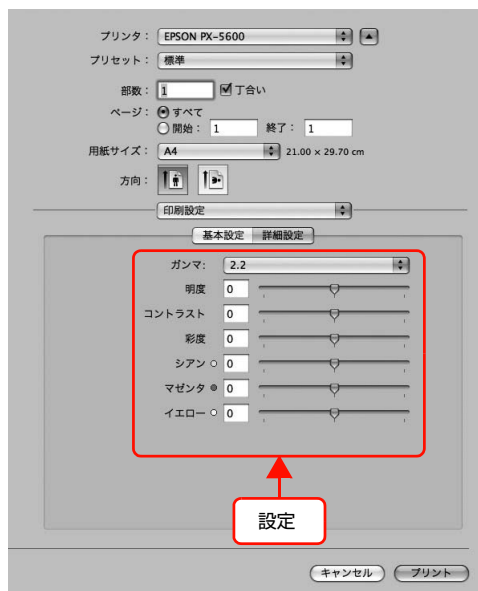 プリンタ： EPSON PX-5600
プリセット： 標準
部数： 1 丁合い
ページ： すべて
開始： 1 終了： 1
用紙サイズ： A4 21.00 × 29.70 cm
方向：
印刷設定
基本設定 詳細設定
ガンマ： 2.2
明度 0
コントラスト 0
彩度 0
シアン 0
マゼンタ 0
イエロー 0
設定
キャンセル プリント